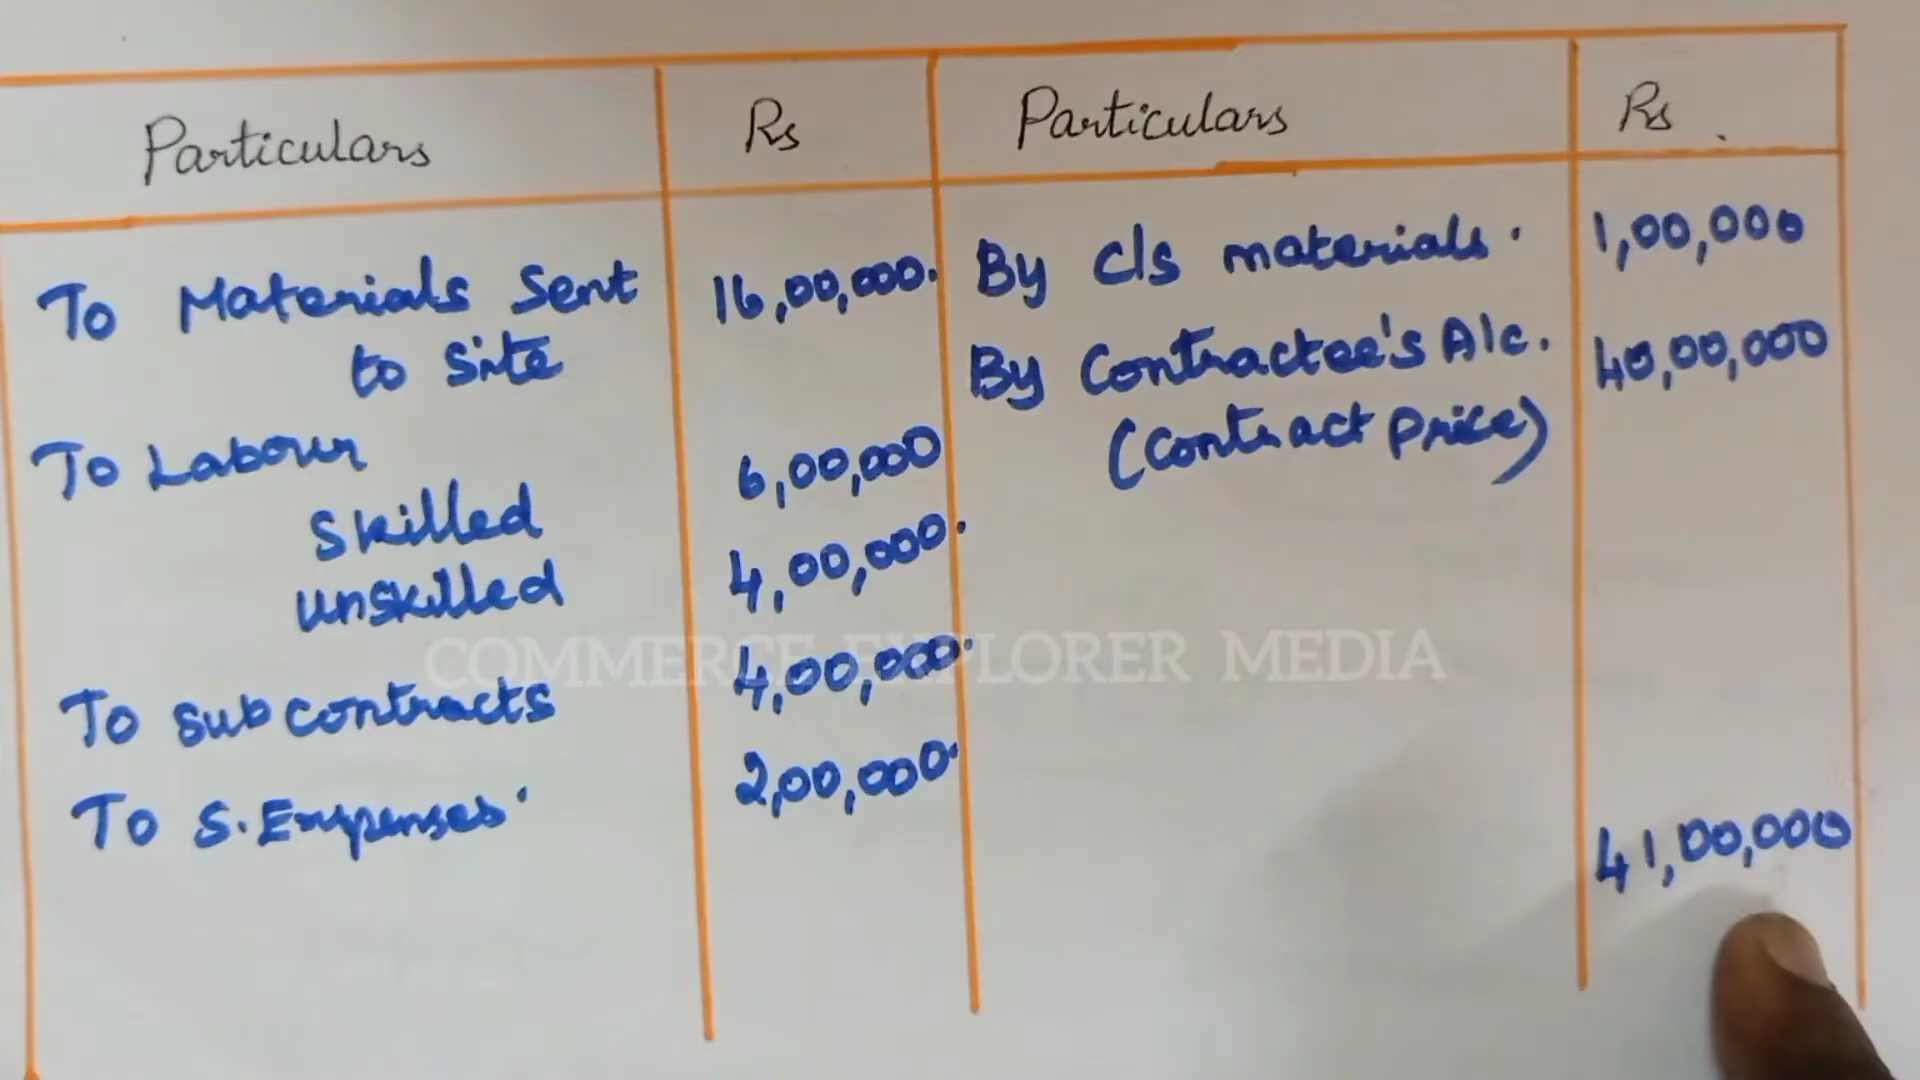 Particulars Rs Particulars Rs.
To Materials Sent 16,00,000. By c/s materials. 1,00,000
to Site By Contractee's A/c. 40,00,000
(Contract Price)
To Labour
Skilled 6,00,000
Unskilled 4,00,000.
COMMERCE EXPLORER MEDIA
To Subcontracts 4,00,000.
To S. Expenses. 2,00,000.
41,00,000